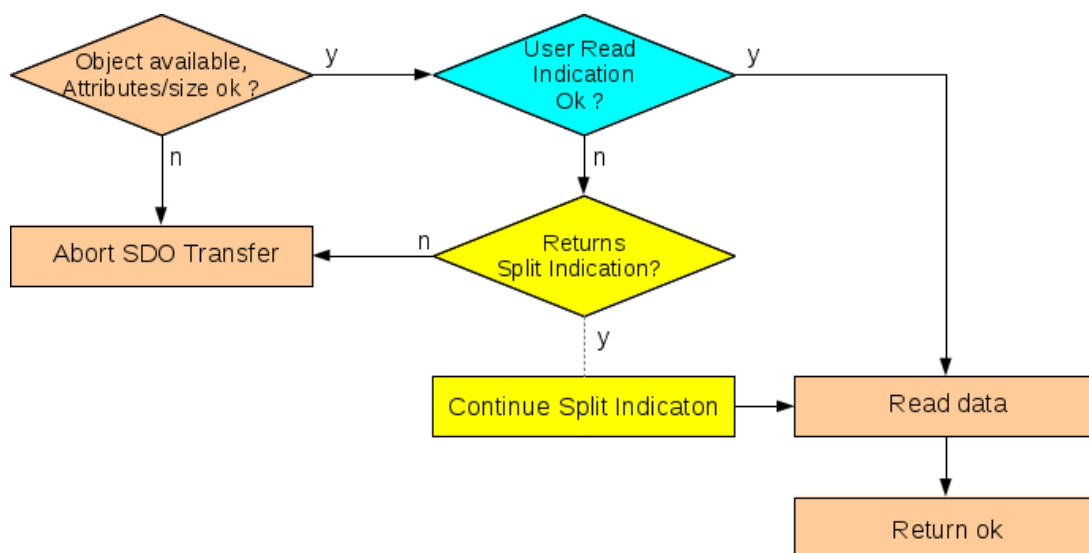 Object available,
Attributes/size ok ?
y
User Read
Indication
Ok ?
y
n
n
Abort SDO Transfer
n
Returns
Split Indication?
y
Continue Split Indicaton
Read data
Return ok